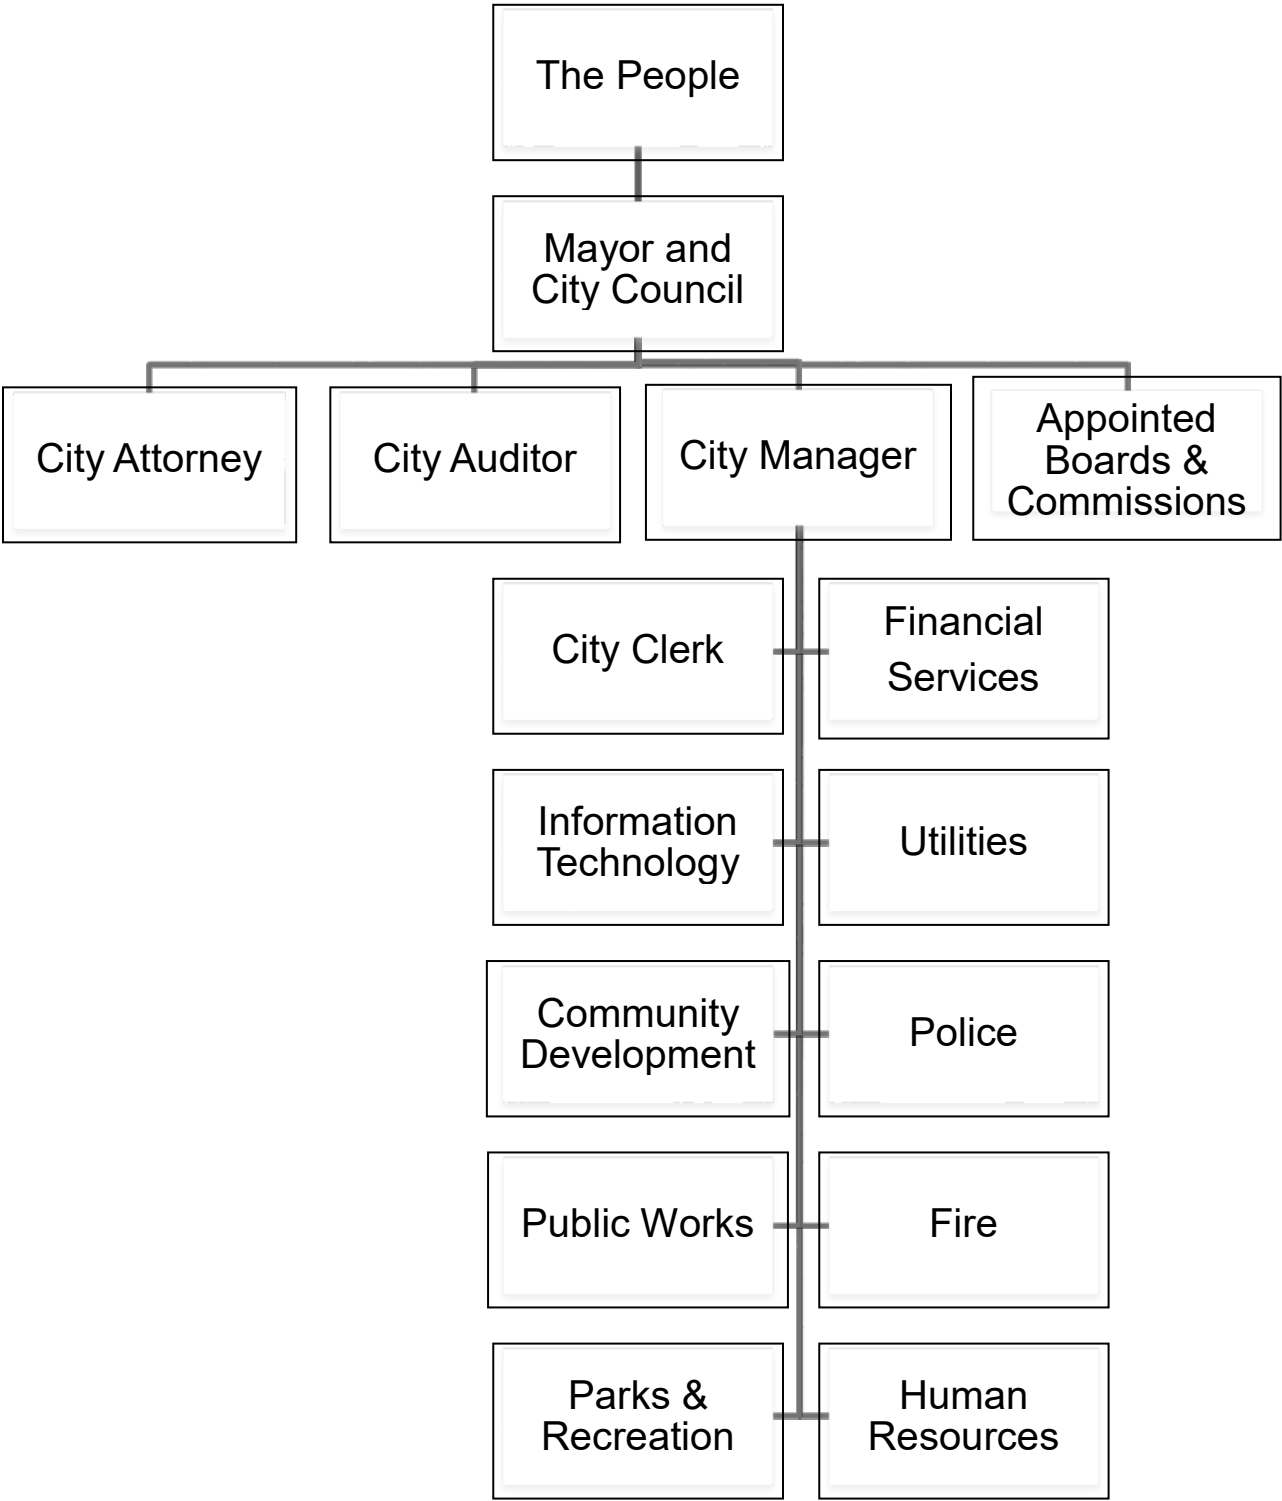 The People
Mayor and
City Council
City Attorney
City Auditor
City Manager
Appointed
Boards &
Commissions
City Clerk
Financial
Services
Information
Technology
Utilities
Community
Development
Police
Public Works
Fire
Parks &
Recreation
Human
Resources